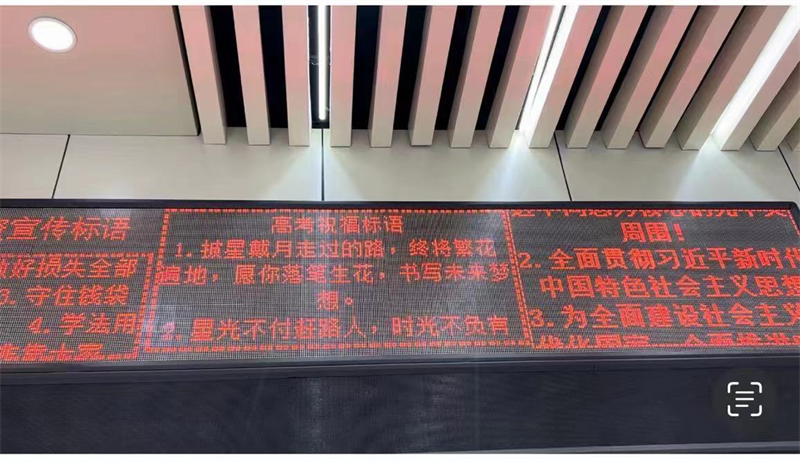 宣传标语
好损失全部
3. 守住钱袋
4. 学法用
高考祝福标语
1. 披星戴月走过的路，终将繁花
遍地，愿你落笔生花，书写未来梦
想。
2. 星光不付赶路人，时光不负有
周围！
2. 全面贯彻习近平新时代
中国特色社会主义思想
3. 为全面建设社会主义